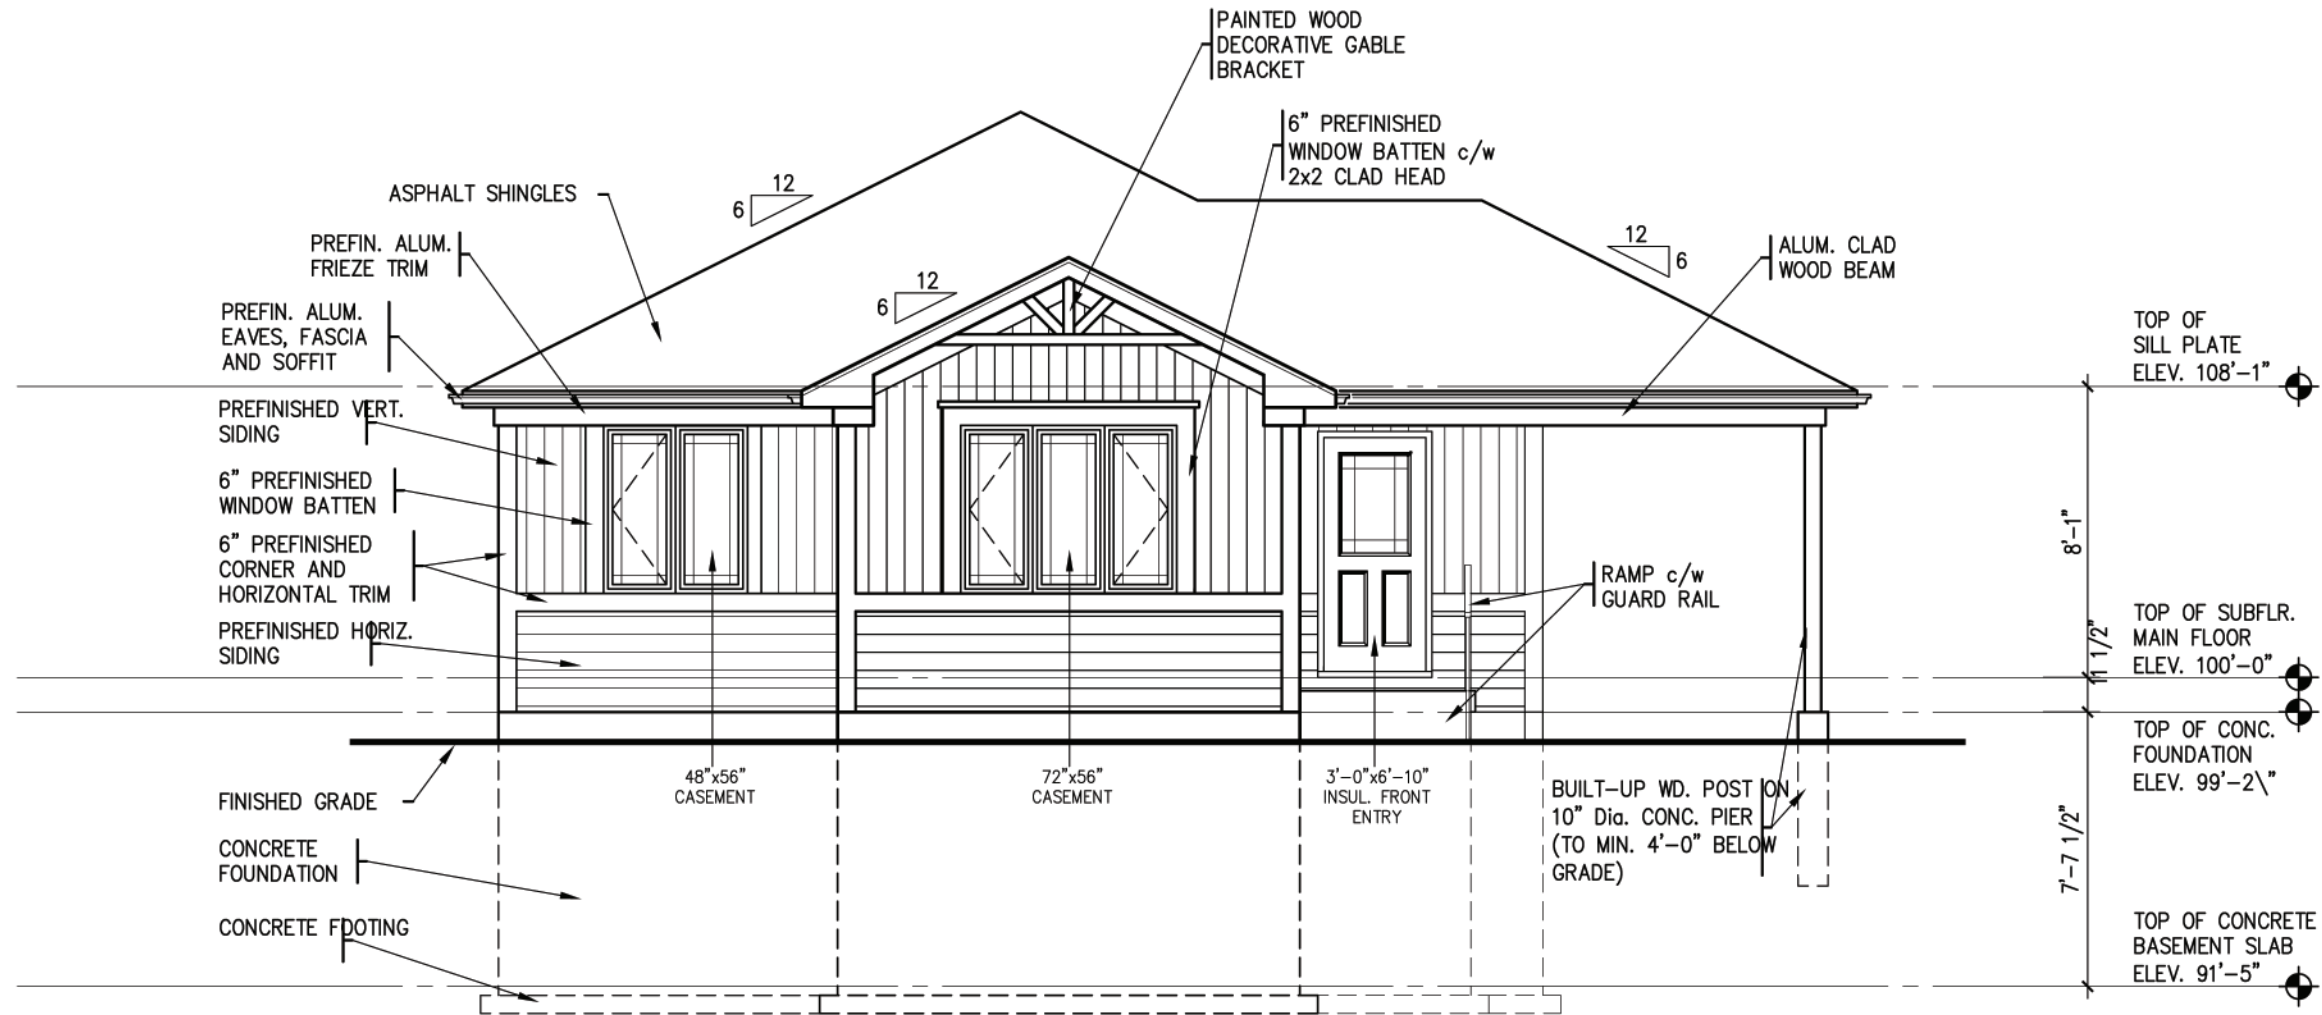 PAINTED WOOD
DECORATIVE GABLE
BRACKET
6” PREFINISHED
WINDOW BATTEN c/w
2x2 CLAD HEAD
12
6
ASPHALT SHINGLES
PREFIN. ALUM.
FRIEZE TRIM
12
6
12
6
ALUM. CLAD
WOOD BEAM
PREFIN. ALUM.
EAVES, FASCIA
AND SOFFIT
PREFINISHED VERT.
SIDING
6” PREFINISHED
WINDOW BATTEN
6” PREFINISHED
CORNER AND
HORIZONTAL TRIM
PREFINISHED HORIZ.
SIDING
RAMP c/w
GUARD RAIL
TOP OF
SILL PLATE
ELEV. 108’-1”
8’-1”
TOP OF SUBFLR.
MAIN FLOOR
ELEV. 100’-0”
11 1/2”
TOP OF CONC.
FOUNDATION
ELEV. 99’-2\”
7’-7 1/2”
TOP OF CONCRETE
BASEMENT SLAB
ELEV. 91’-5”
48”x56”
CASEMENT
72”x56”
CASEMENT
3’-0”x6’-10”
INSUL. FRONT
ENTRY
BUILT-UP WD. POST ON
10” Dia. CONC. PIER
(TO MIN. 4’-0” BELOW
GRADE)
FINISHED GRADE
CONCRETE
FOUNDATION
CONCRETE FOOTING